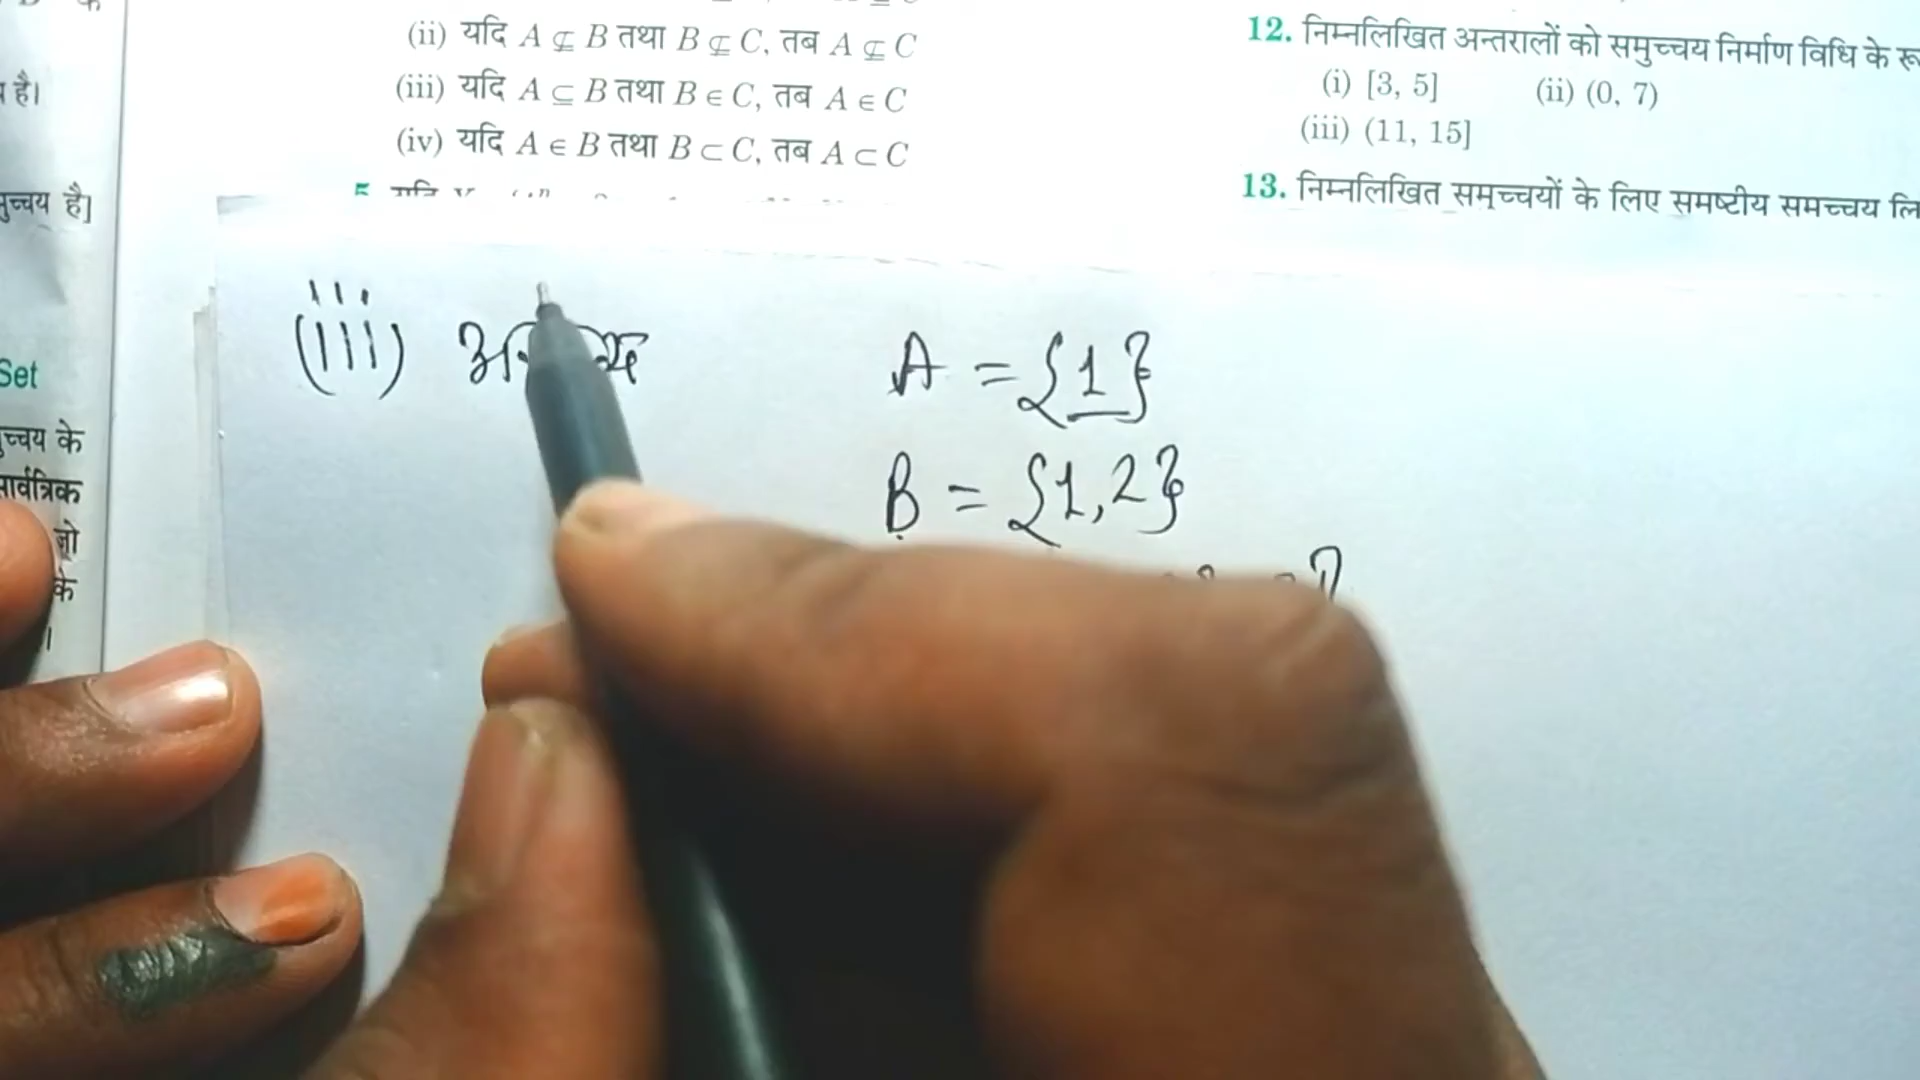 है।
मुच्चय है]
Set
मुच्चय के
सार्वत्रिक
जो
के
(ii) यदि A ⊈ B तथा B ⊈ C, तब A ⊈ C
(iii) यदि A ⊆ B तथा B ∈ C, तब A ∈ C
(iv) यदि A ∈ B तथा B ⊂ C, तब A ⊂ C
12. निम्नलिखित अन्तरालों को समुच्चय निर्माण विधि के
(i) [3, 5] (ii) (0, 7)
(iii) (11, 15]
13. निम्नलिखित समुच्चयों के लिए समष्टीय समुच्चय
(iii)
A = {1}
B = {1,2}